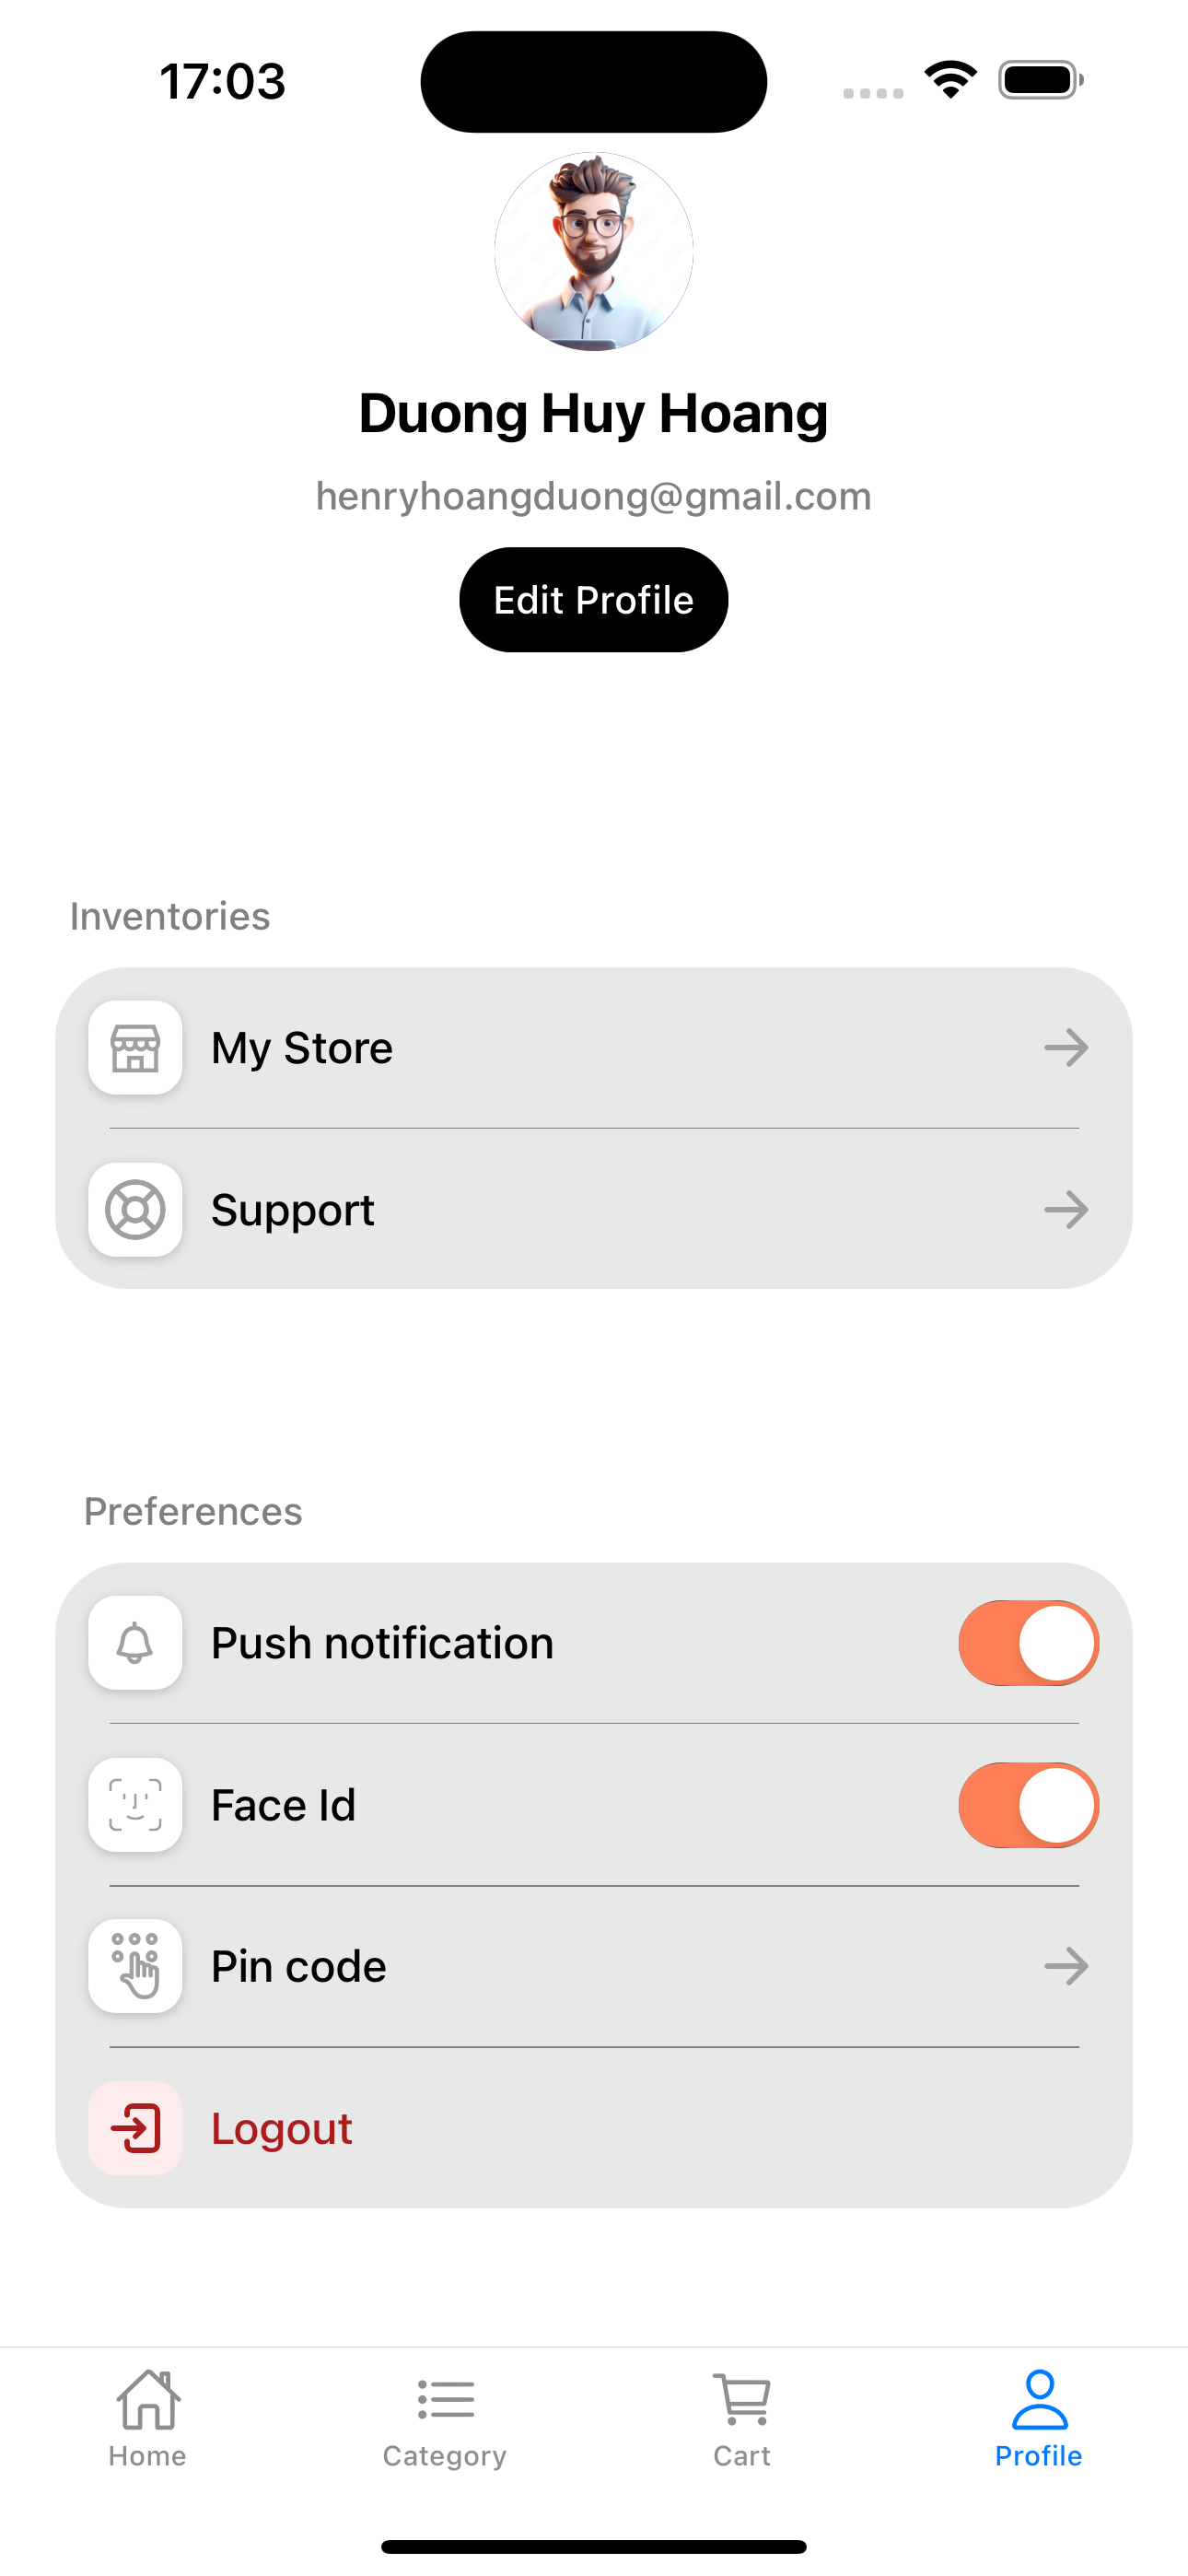 17:03
Duong Huy Hoang
henryhoangduong@gmail.com
Edit Profile
Inventories
My Store
Support
Preferences
Push notification
Face Id
Pin code
Logout
Home
Category
Cart
Profile